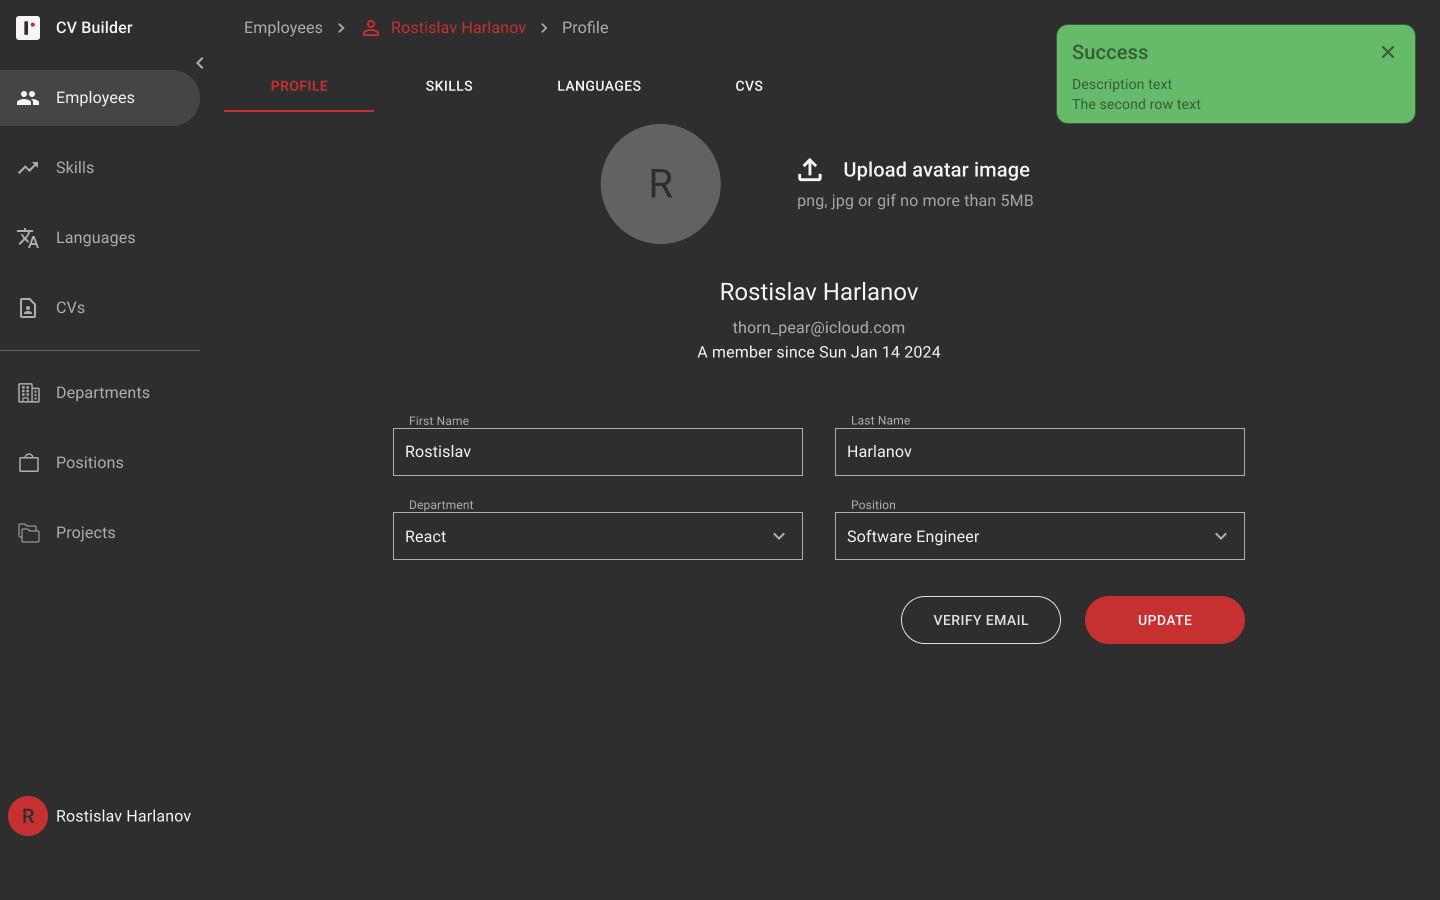 CV Builder
Employees
Skills
Languages
CVs
Departments
Positions
Projects
R Rostislav Harlanov
Employees > Rostislav Harlanov > Profile
PROFILE SKILLS LANGUAGES CVS
Success
Description text
The second row text
R
Upload avatar image
png, jpg or gif no more than 5MB
Rostislav Harlanov
thorn_pear@icloud.com
A member since Sun Jan 14 2024
First Name
Rostislav
Last Name
Harlanov
Department
React
Position
Software Engineer
VERIFY EMAIL
UPDATE